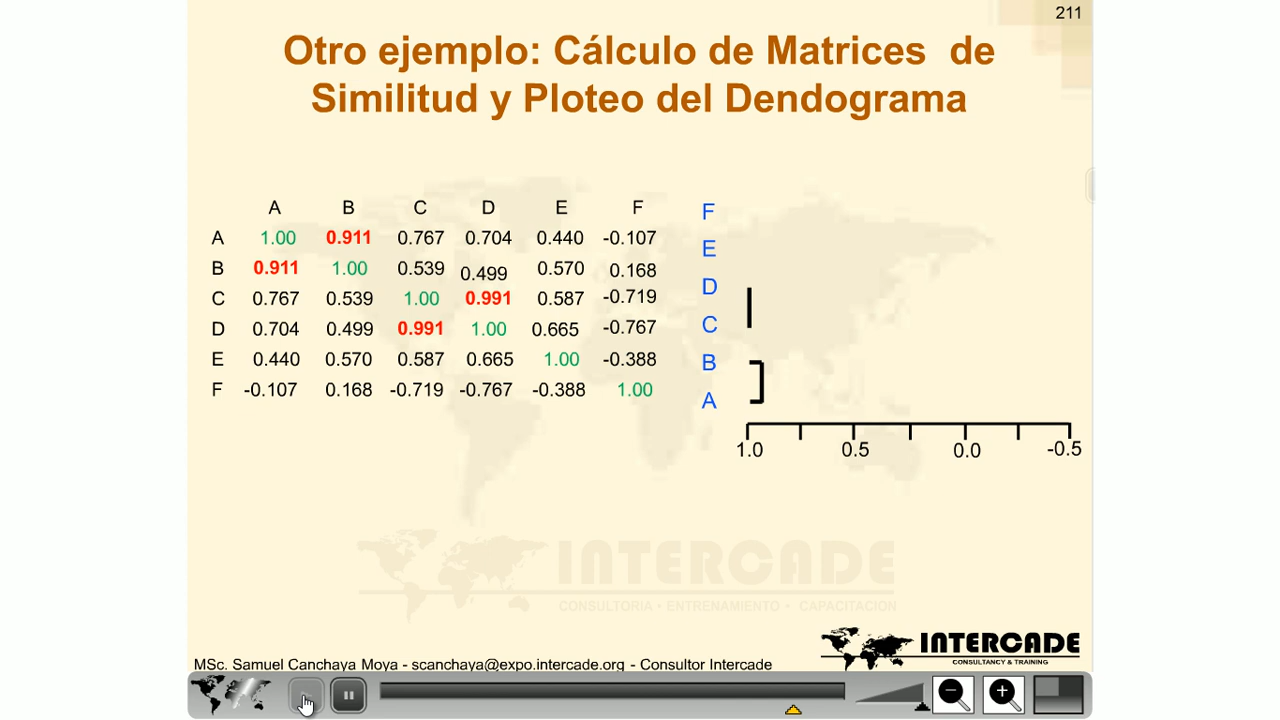 211
Otro ejemplo: Cálculo de Matrices de
Similitud y Ploteo del Dendograma
A B C D E F
A 1.00 0.911 0.767 0.704 0.440 -0.107
B 0.911 1.00 0.539 0.499 0.570 0.168
C 0.767 0.539 1.00 0.991 0.587 -0.719
D 0.704 0.499 0.991 1.00 0.665 -0.767
E 0.440 0.570 0.587 0.665 1.00 -0.388
F -0.107 0.168 -0.719 -0.767 -0.388 1.00
F
E
D
C
B
A
1.0 0.5 0.0 -0.5
INTERCADE
CONSULTORIA • ENTRENAMIENTO • CAPACITACION
INTERCADE
CONSULTANCY & TRAINING
MSc. Samuel Canchaya Moya - scanchaya@expo.intercade.org - Consultor Intercade